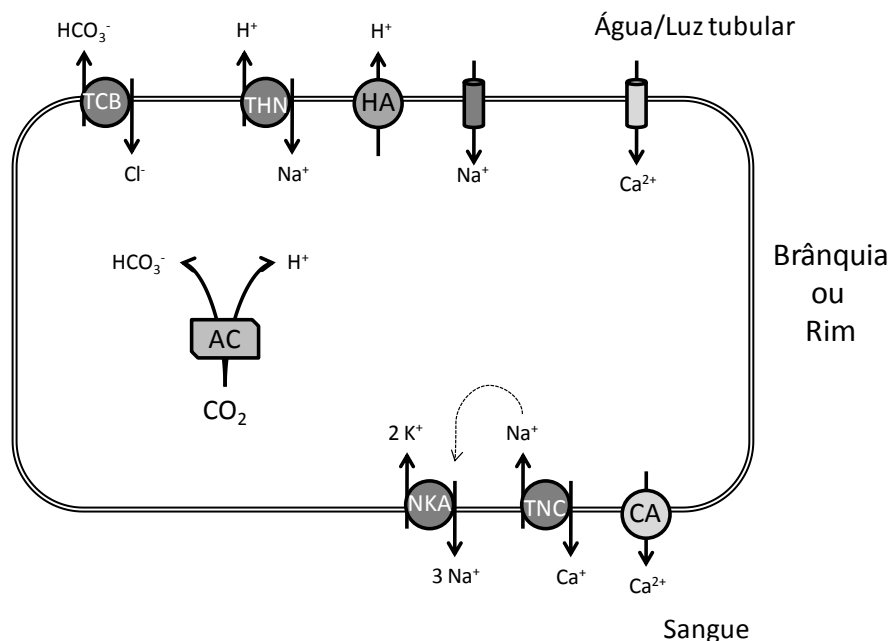 HCO₃⁻
H⁺
H⁺
Água/Luz tubular
TCB
THN
HA
Cl⁻
Na⁺
Na⁺
Ca²⁺
HCO₃⁻
H⁺
Brânquia
ou
Rim
AC
CO₂
2 K⁺
Na⁺
NKA
TNC
CA
3 Na⁺
Ca⁺
Ca²⁺
Sangue